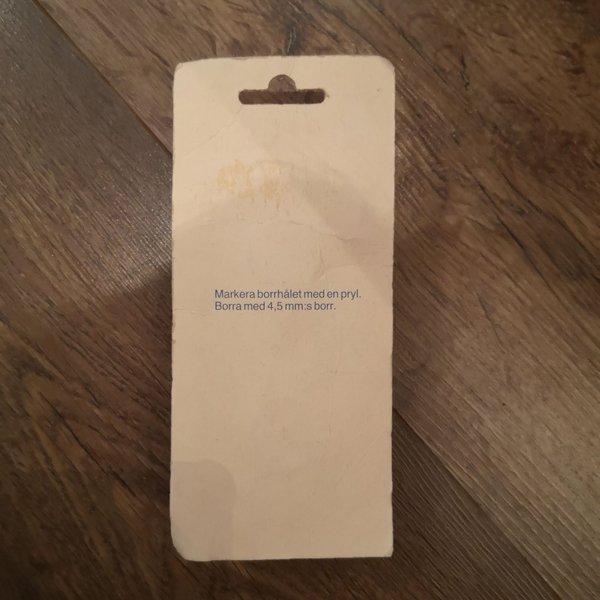 Markera borrhålet med en pryl.
Borra med 4,5 mm:s borr.